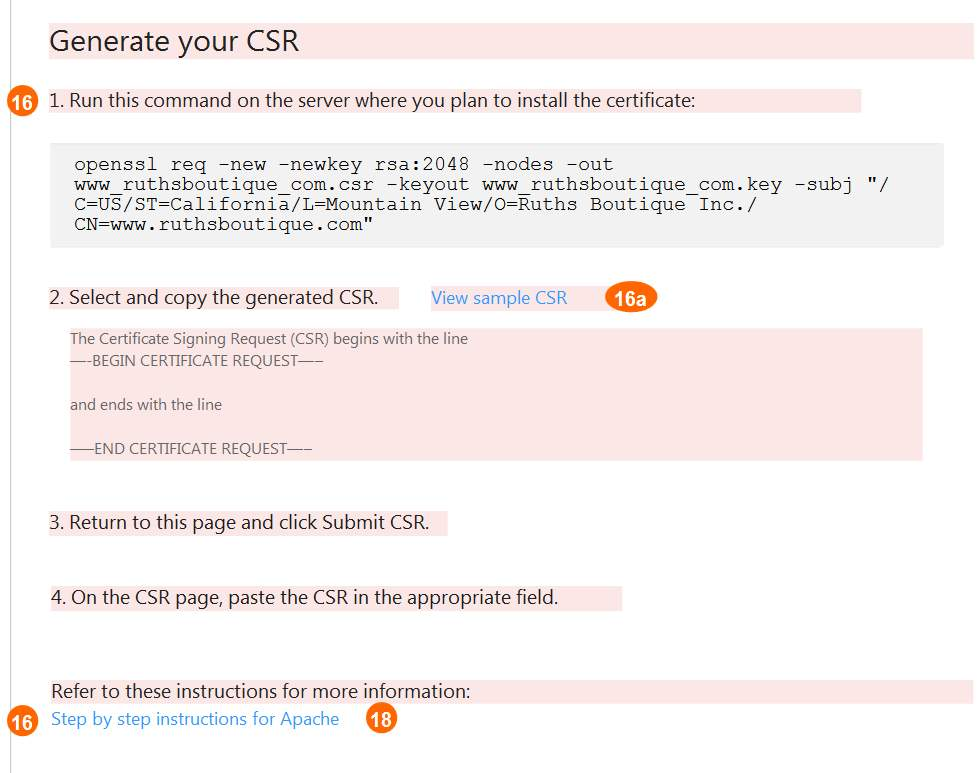 Generate your CSR
16 1. Run this command on the server where you plan to install the certificate:
openssl req -new -newkey rsa:2048 -nodes -out
www_ruthsboutique_com.csr -keyout www_ruthsboutique_com.key -subj "/
C=US/ST=California/L=Mountain View/O=Ruths Boutique Inc./
CN=www.ruthsboutique.com"
2. Select and copy the generated CSR. View sample CSR 16a
The Certificate Signing Request (CSR) begins with the line
—-BEGIN CERTIFICATE REQUEST—–
and ends with the line
—–END CERTIFICATE REQUEST—–
3. Return to this page and click Submit CSR.
4. On the CSR page, paste the CSR in the appropriate field.
Refer to these instructions for more information:
16 Step by step instructions for Apache 18